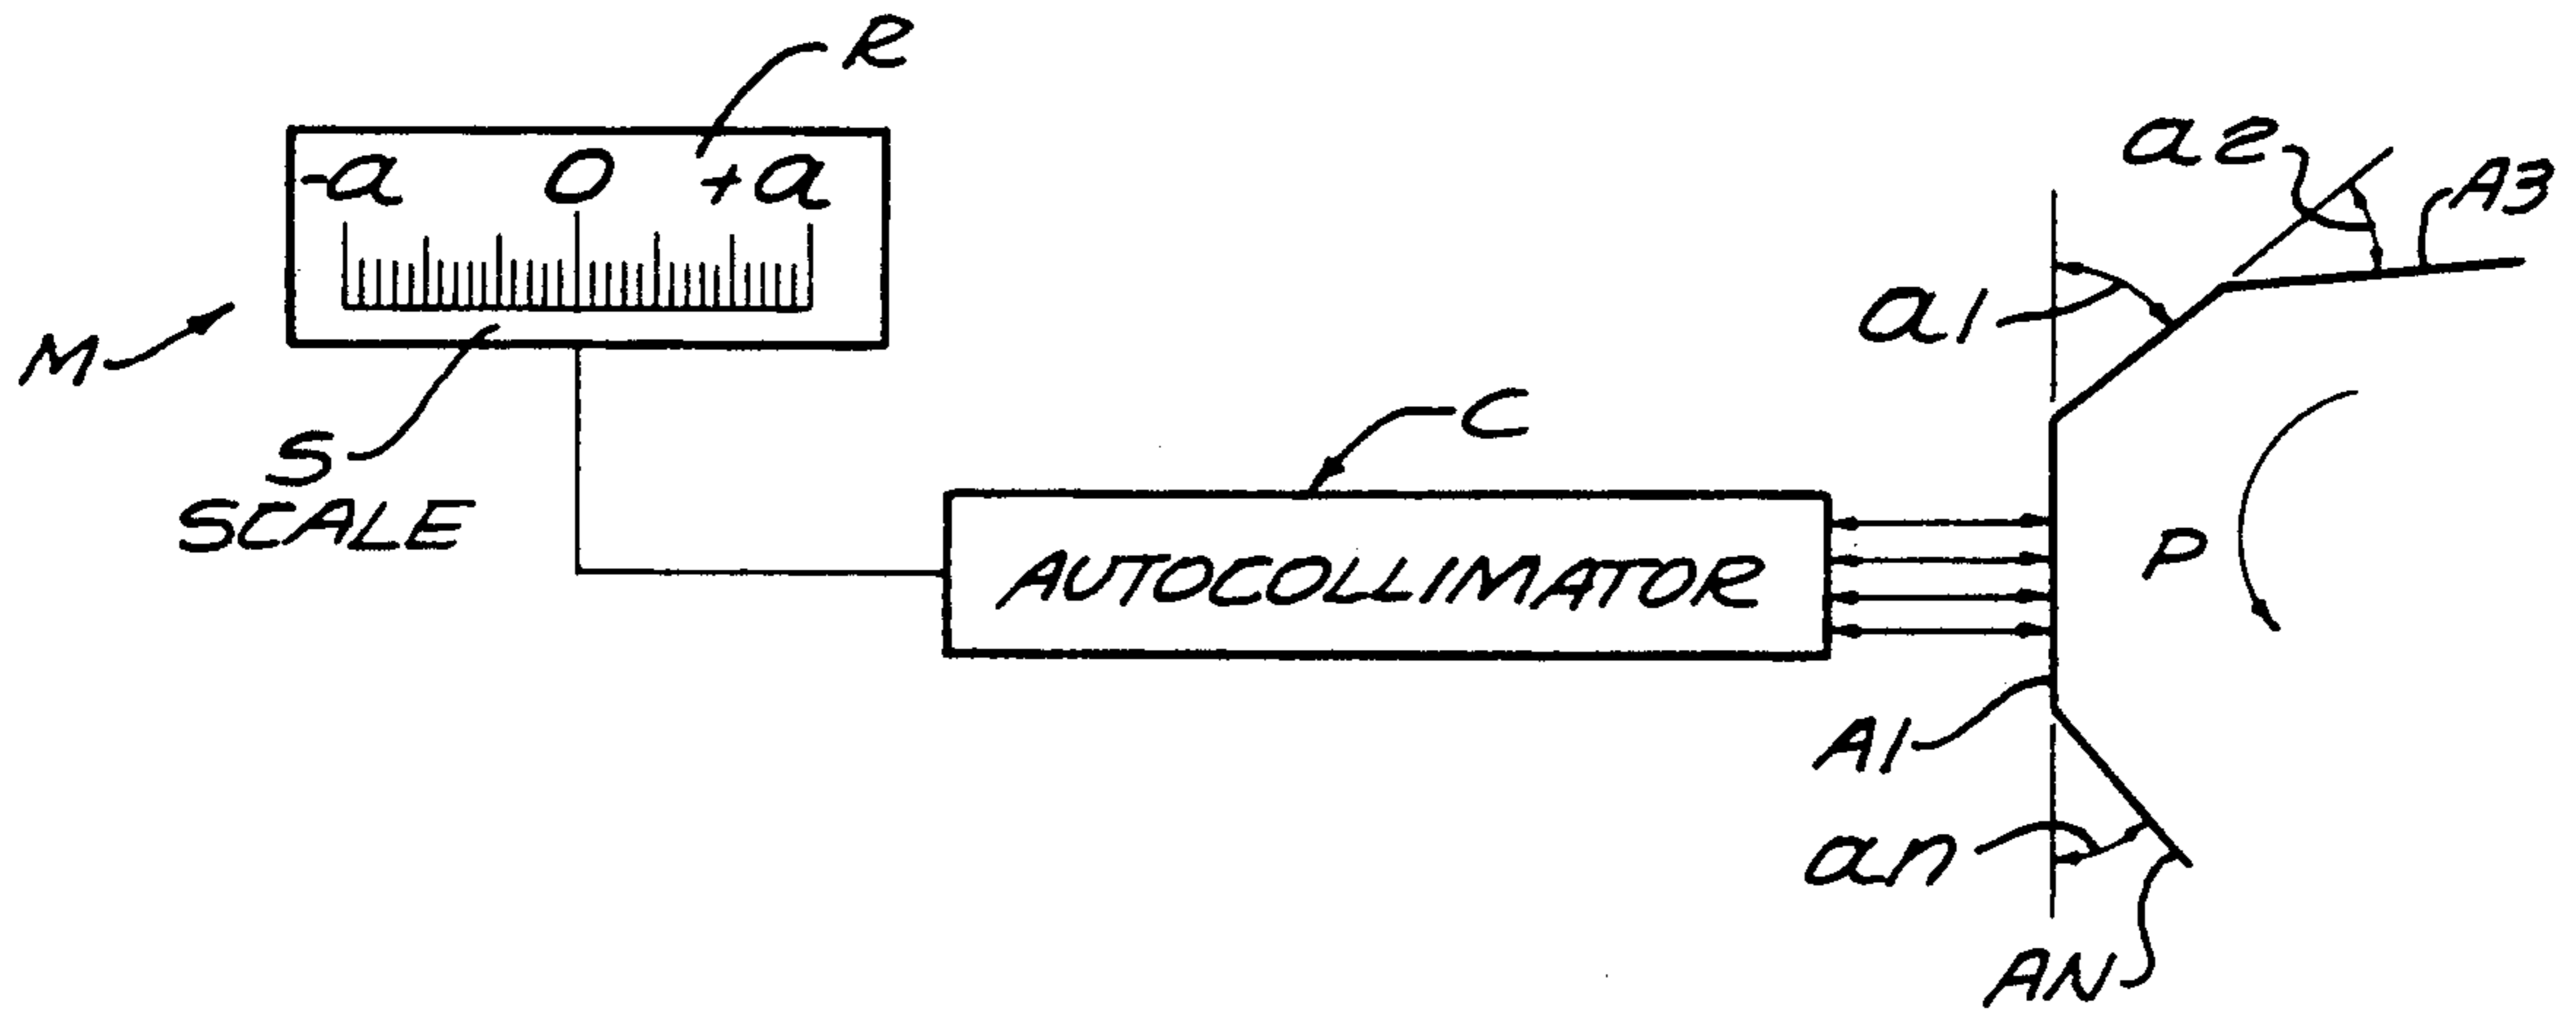 R
-a 0 +a
M
S
SCALE
C
AUTOCOLLIMATOR
a2
A3
a1
P
A1
an
AN